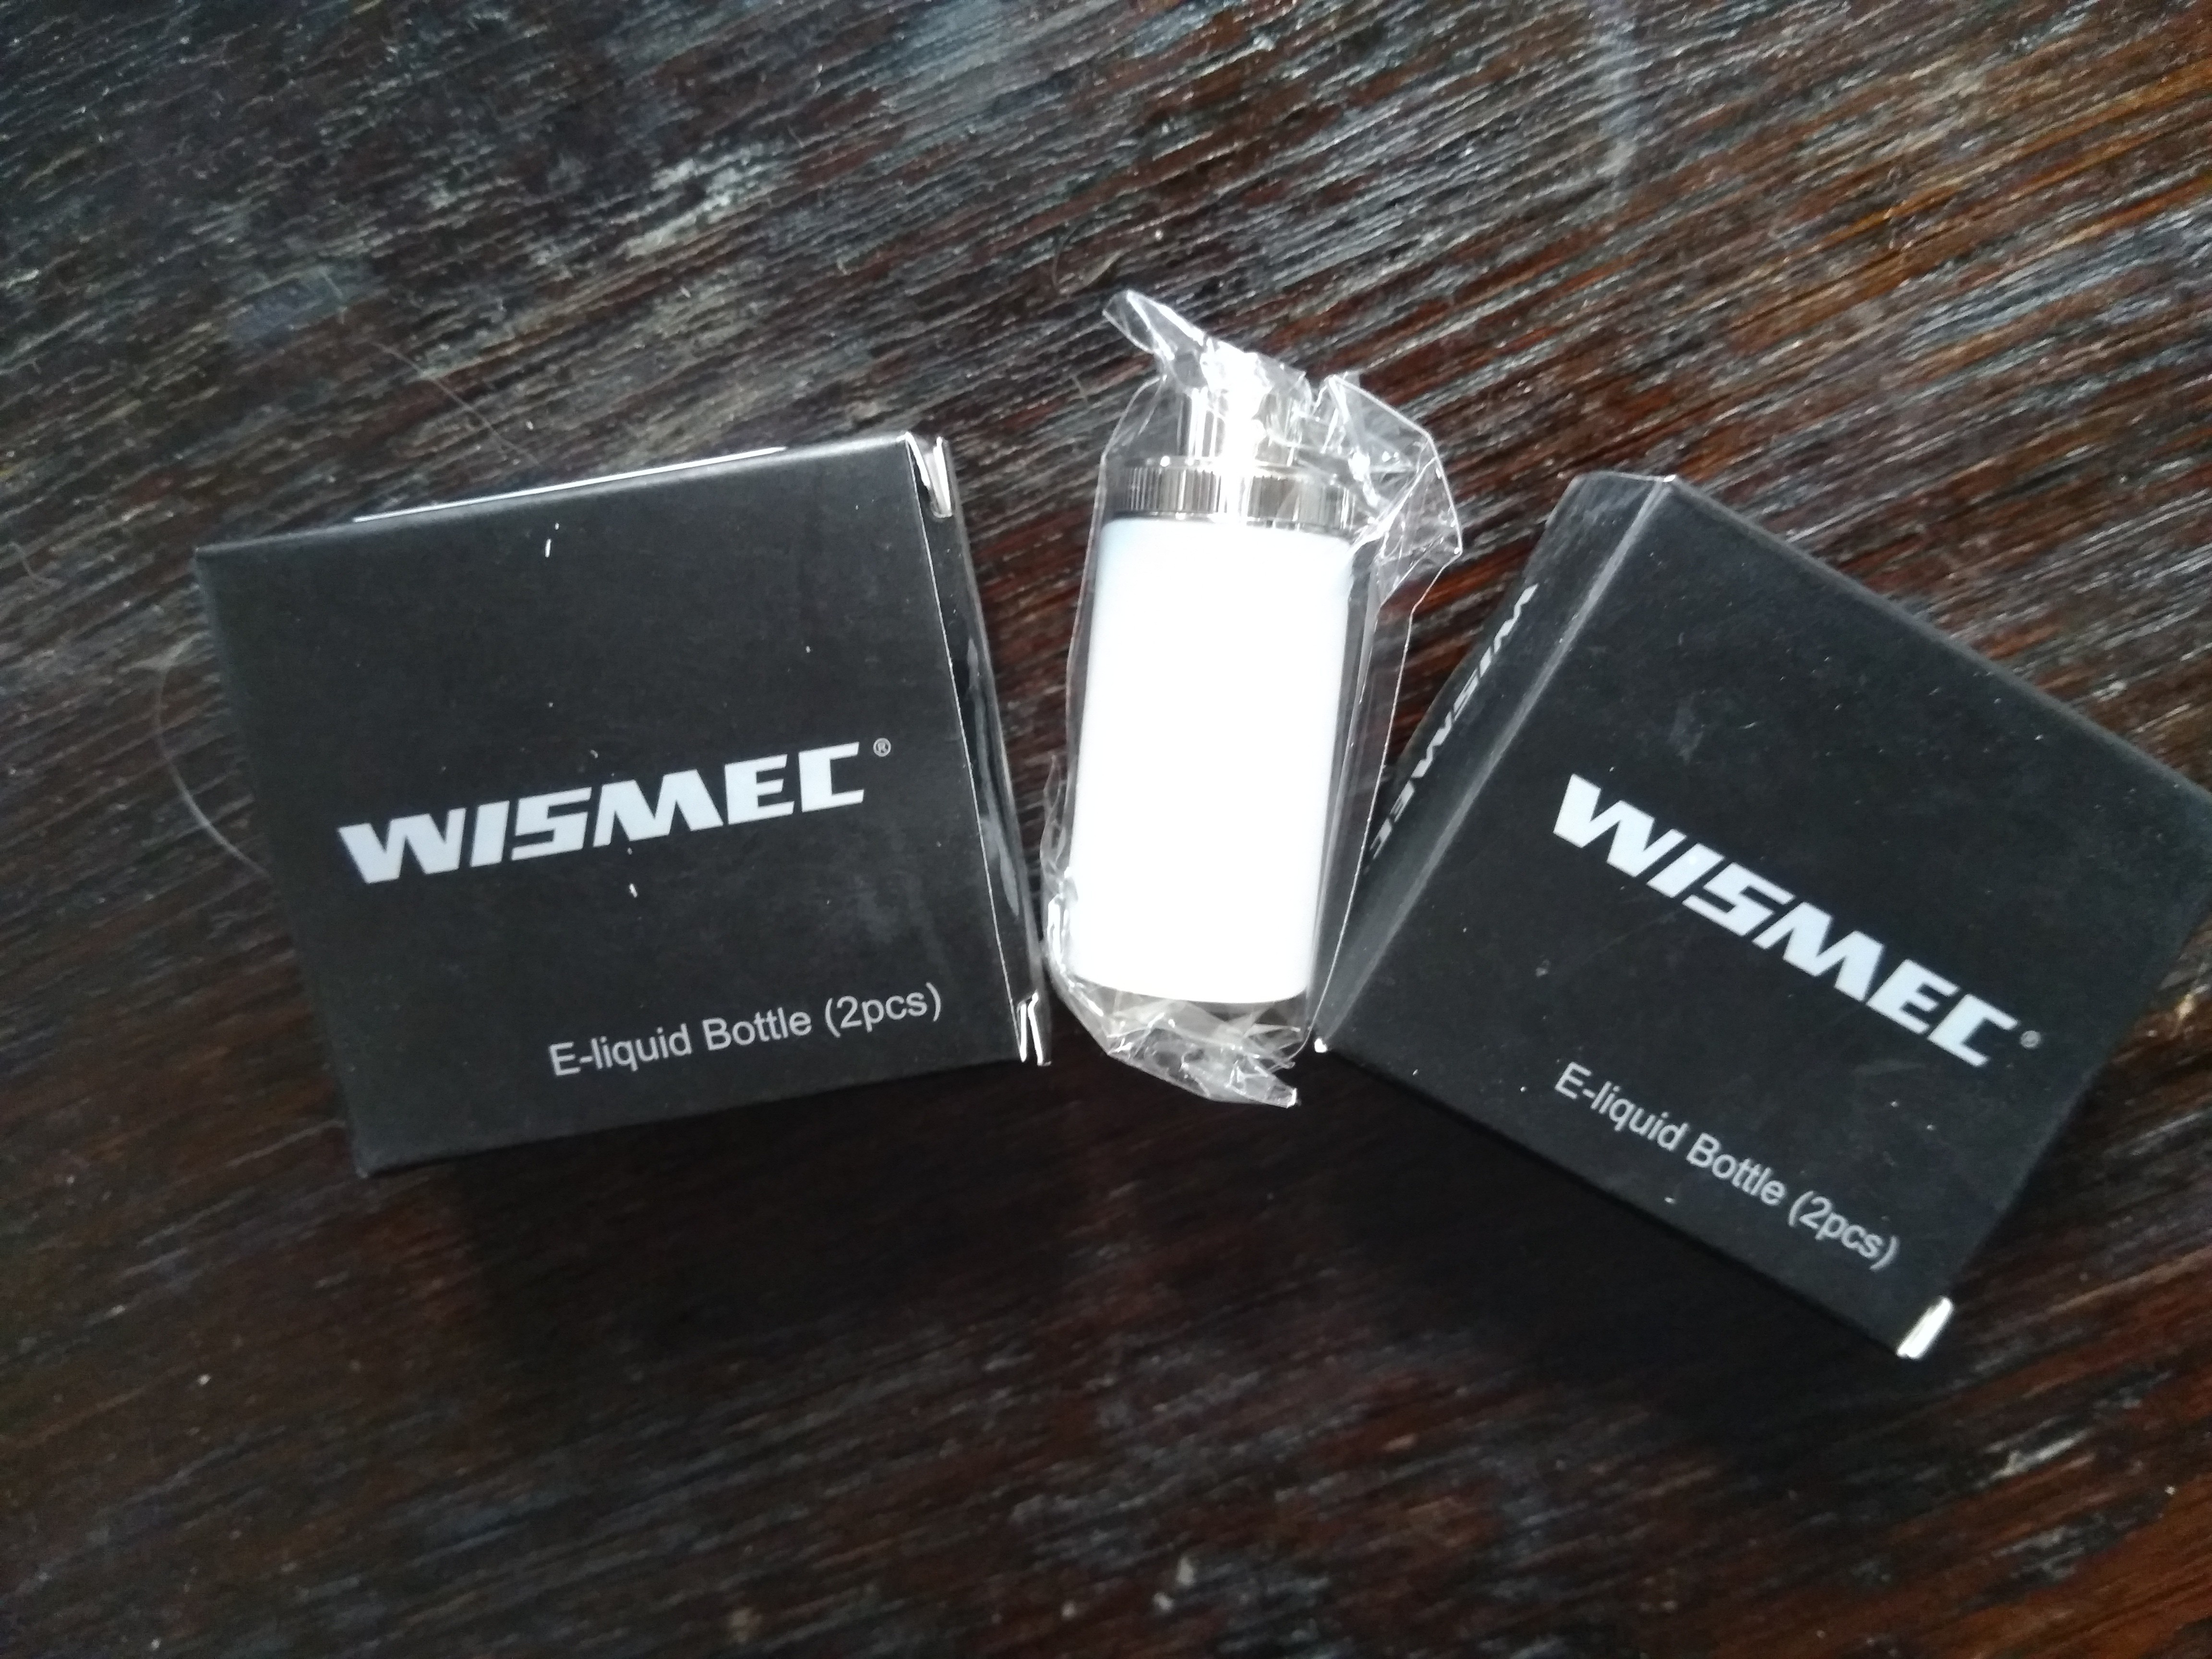 WISMEC®
E-liquid Bottle (2pcs)
WISMEC
WISMEC®
E-liquid Bottle (2pcs)